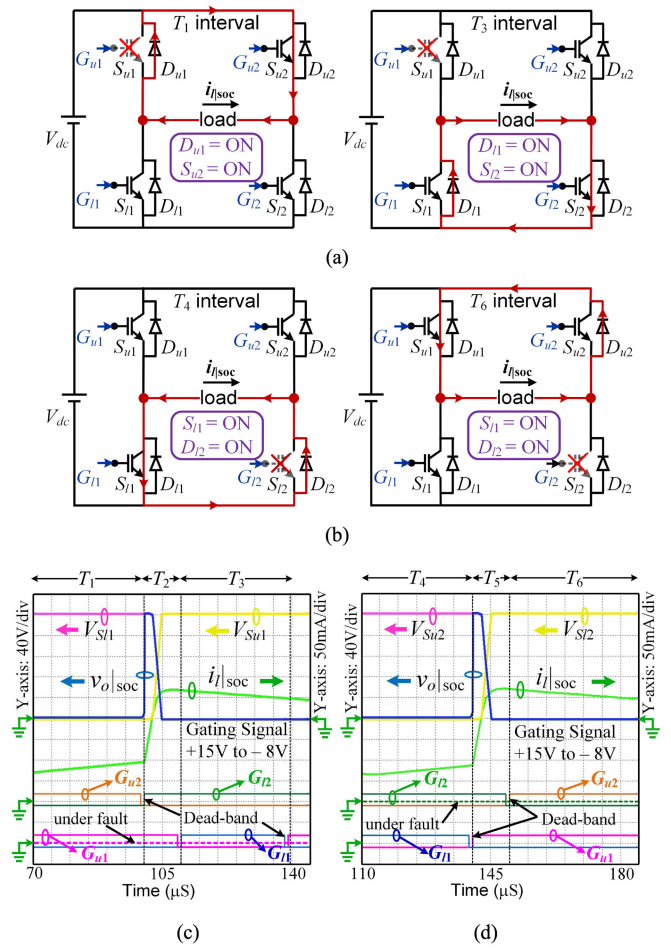 T1 interval
Gu1
Su1
Du1
Gu2
Su2
Du2
il|soc
load
Vdc
Du1 = ON
Su2 = ON
Gl1
Sl1
Dl1
Gl2
Sl2
Dl2
T3 interval
Gu1
Su1
Du1
Gu2
Su2
Du2
il|soc
load
Vdc
Dl1 = ON
Sl2 = ON
Gl1
Sl1
Dl1
Gl2
Sl2
Dl2
(a)
T4 interval
Gu1
Su1
Du1
Gu2
Su2
Du2
il|soc
load
Vdc
Sl1 = ON
Dl2 = ON
Gl1
Sl1
Dl1
Gl2
Sl2
Dl2
T6 interval
Gu1
Su1
Du1
Gu2
Su2
Du2
il|soc
load
Vdc
Sl1 = ON
Dl2 = ON
Gl1
Sl1
Dl1
Gl2
Sl2
Dl2
(b)
T1 T2 T3
Y-axis: 40V/div
VSl1
VSu1
vo|soc
il|soc
Y-axis: 50mA/div
Gating Signal
+15V to – 8V
Gu2
Gl2
under fault
Dead-band
Gu1
Gl1
70 105 140
Time (µS)
(c)
T4 T5 T6
Y-axis: 40V/div
VSu2
VSl2
vo|soc
il|soc
Y-axis: 50mA/div
Gating Signal
+15V to – 8V
Gl2
Gu2
under fault
Dead-band
Gl1
Gu1
110 145 180
Time (µS)
(d)